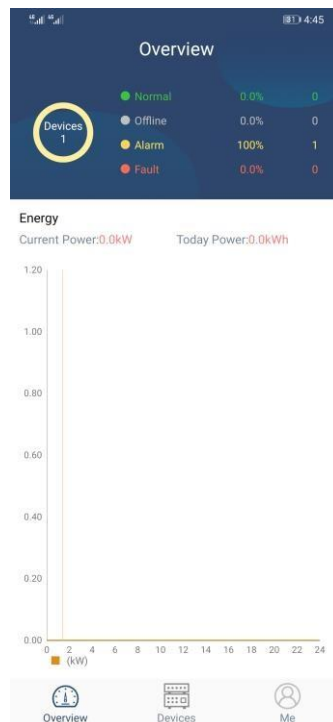 4:45
Overview
Devices
1
Normal 0.0% 0
Offline 0.0% 0
Alarm 100% 1
Fault 0.0% 0
Energy
Current Power:0.0kW Today Power:0.0kWh
1.20
1.00
0.80
0.60
0.40
0.20
0.00
0 2 4 6 8 10 12 14 16 18 20 22 24
(kW)
Overview Devices Me